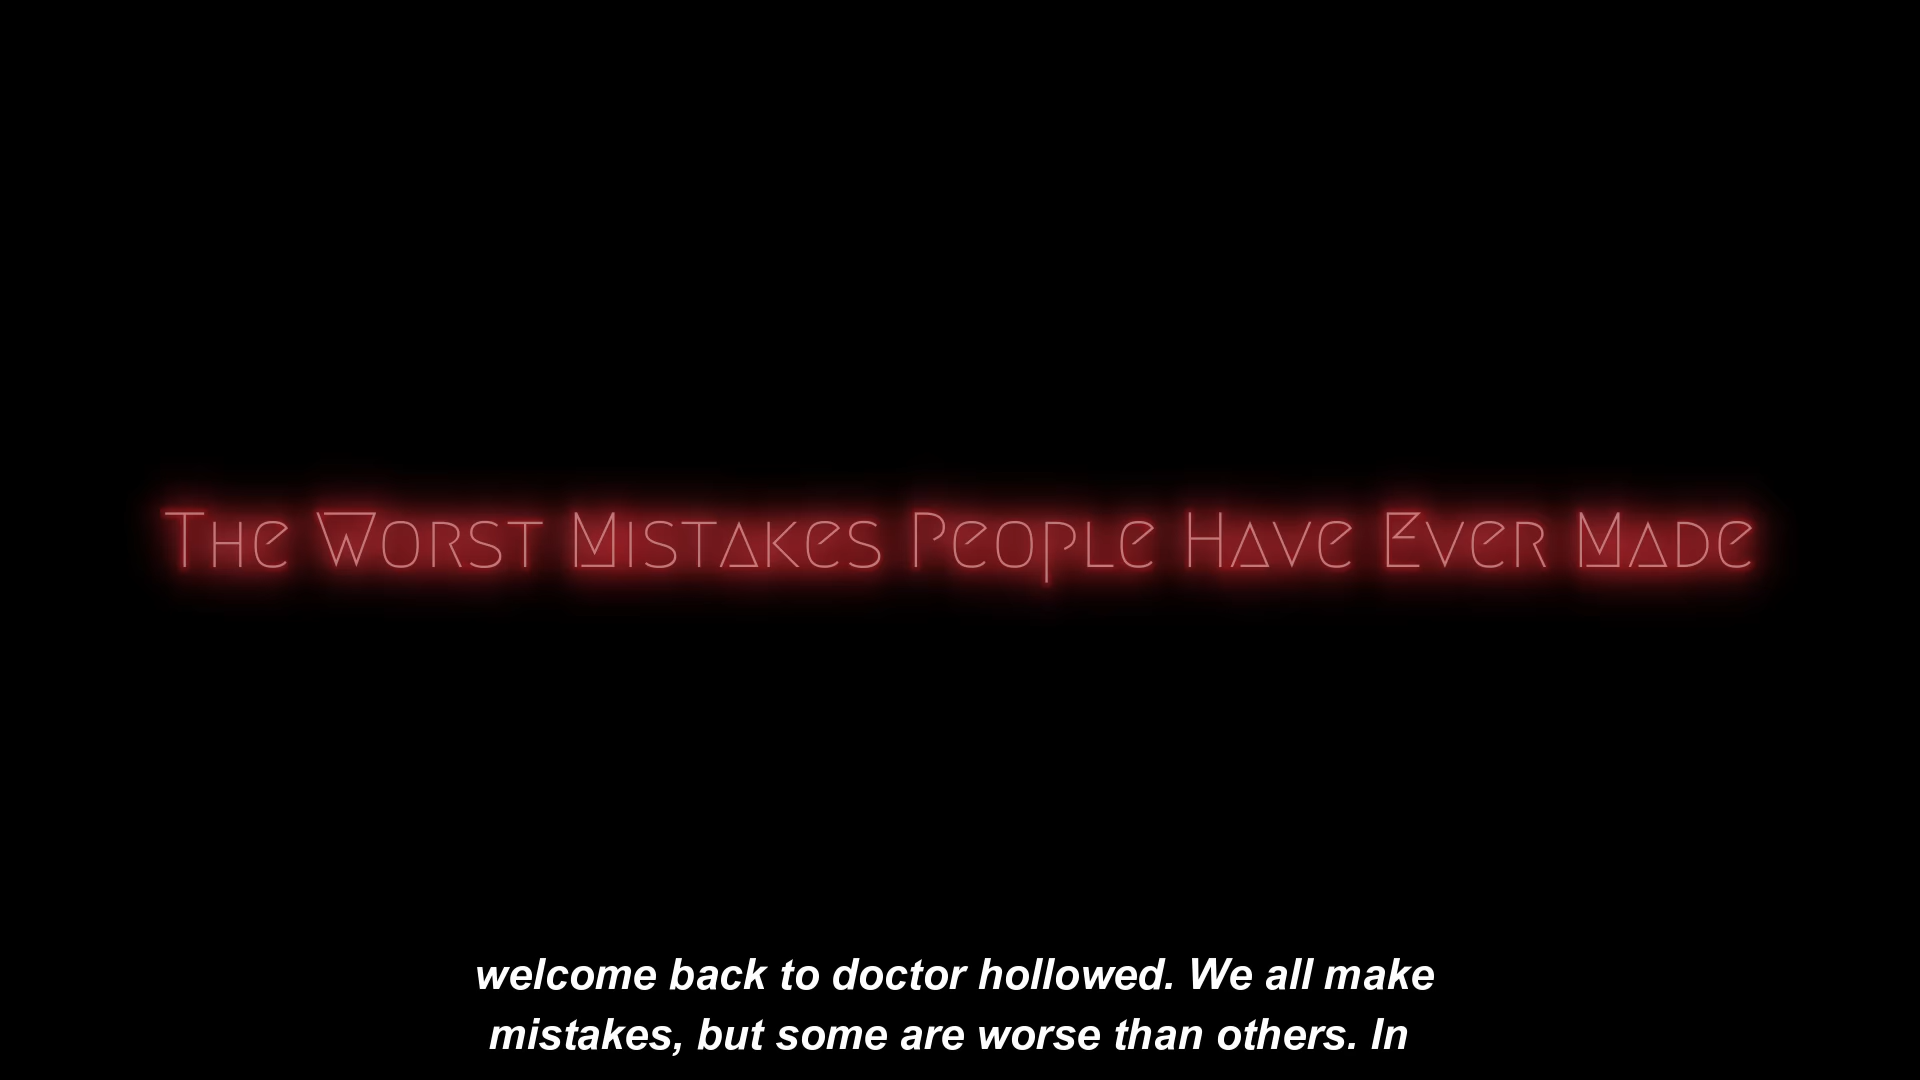 The Worst Mistakes People Have Ever Made
welcome back to doctor hollowed. We all make
mistakes, but some are worse than others. In